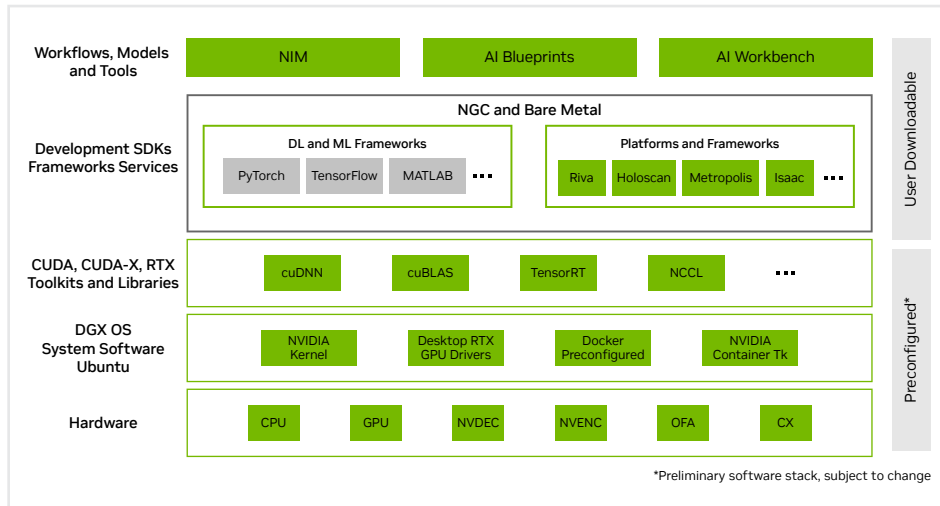 Workflows, Models
and Tools
NIM
AI Blueprints
AI Workbench
User Downloadable
NGC and Bare Metal
Development SDKs
Frameworks Services
DL and ML Frameworks
PyTorch
TensorFlow
MATLAB
Platforms and Frameworks
Riva
Holoscan
Metropolis
Isaac
CUDA, CUDA-X, RTX
Toolkits and Libraries
cuDNN
cuBLAS
TensorRT
NCCL
Preconfigured*
DGX OS
System Software
Ubuntu
NVIDIA
Kernel
Desktop RTX
GPU Drivers
Docker
Preconfigured
NVIDIA
Container Tk
Hardware
CPU
GPU
NVDEC
NVENC
OFA
CX
*Preliminary software stack, subject to change